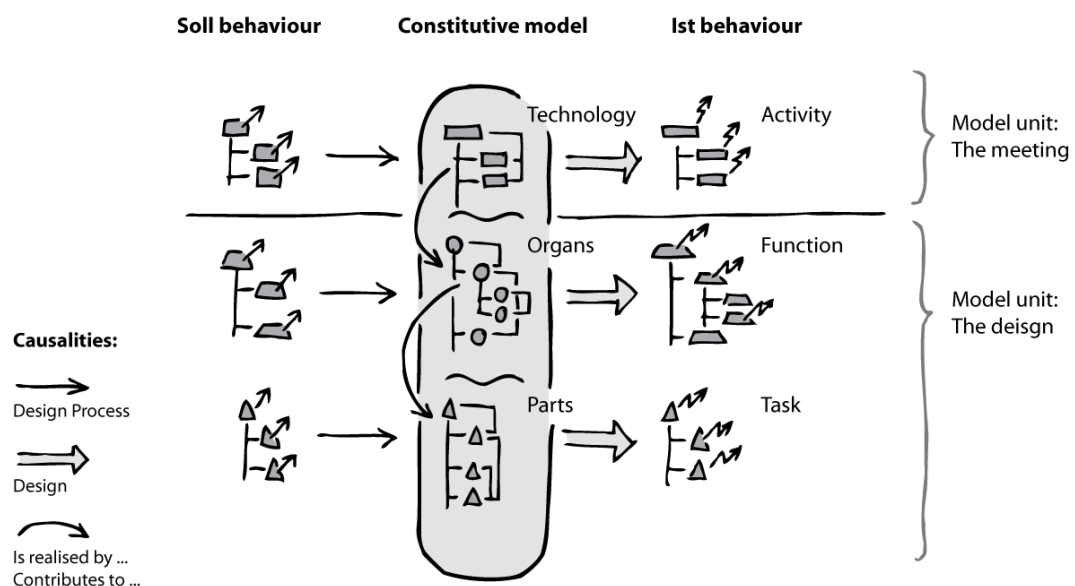 Soll behaviour
Constitutive model
Ist behaviour
Technology
Activity
Model unit:
The meeting
Organs
Function
Model unit:
The deisgn
Causalities:
Design Process
Parts
Task
Design
Is realised by ...
Contributes to ...